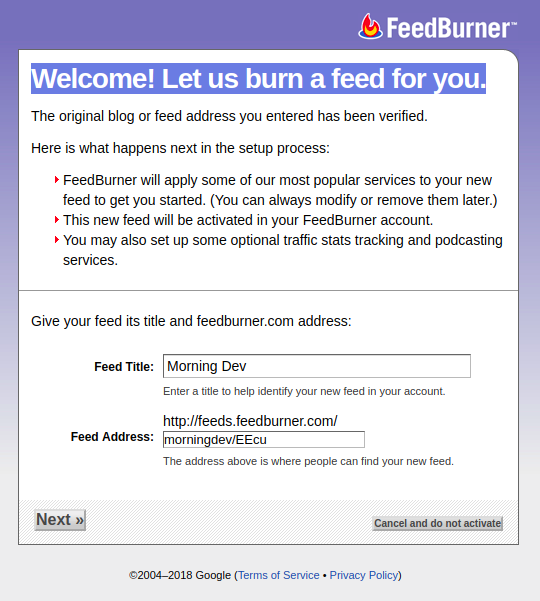 FeedBurner™
Welcome! Let us burn a feed for you.
The original blog or feed address you entered has been verified.
Here is what happens next in the setup process:
FeedBurner will apply some of our most popular services to your new
feed to get you started. (You can always modify or remove them later.)
This new feed will be activated in your FeedBurner account.
You may also set up some optional traffic stats tracking and podcasting
services.
Give your feed its title and feedburner.com address:
Feed Title: Morning Dev
Enter a title to help identify your new feed in your account.
http://feeds.feedburner.com/
Feed Address: morningdev/EEcu
The address above is where people can find your new feed.
Next » Cancel and do not activate
©2004–2018 Google (Terms of Service • Privacy Policy)